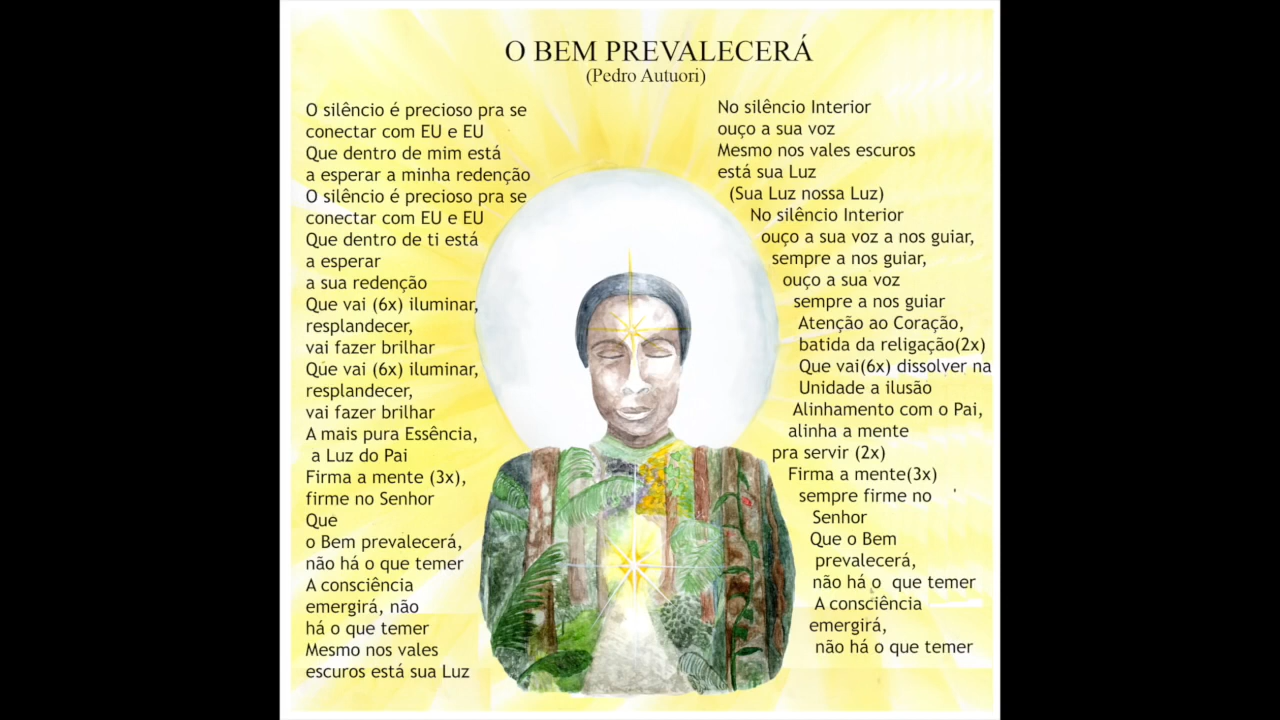 O BEM PREVALECERÁ
(Pedro Autuori)
O silêncio é precioso pra se
conectar com EU e EU
Que dentro de mim está
a esperar a minha redenção
O silêncio é precioso pra se
conectar com EU e EU
Que dentro de ti está
a esperar
a sua redenção
Que vai (6x) iluminar,
resplandecer,
vai fazer brilhar
Que vai (6x) iluminar,
resplandecer,
vai fazer brilhar
A mais pura Essência,
a Luz do Pai
Firma a mente (3x),
firme no Senhor
Que
o Bem prevalecerá,
não há o que temer
A consciência
emergirá, não
há o que temer
Mesmo nos vales
escuros está sua Luz
No silêncio Interior
ouço a sua voz
Mesmo nos vales escuros
está sua Luz
(Sua Luz nossa Luz)
No silêncio Interior
ouço a sua voz a nos guiar,
sempre a nos guiar,
ouço a sua voz
sempre a nos guiar
Atenção ao Coração,
batida da religação(2x)
Que vai(6x) dissolver na
Unidade a ilusão
Alinhamento com o Pai,
alinha a mente
pra servir (2x)
Firma a mente(3x)
sempre firme no
Senhor
Que o Bem
prevalecerá,
não há o que temer
A consciência
emergirá,
não há o que temer